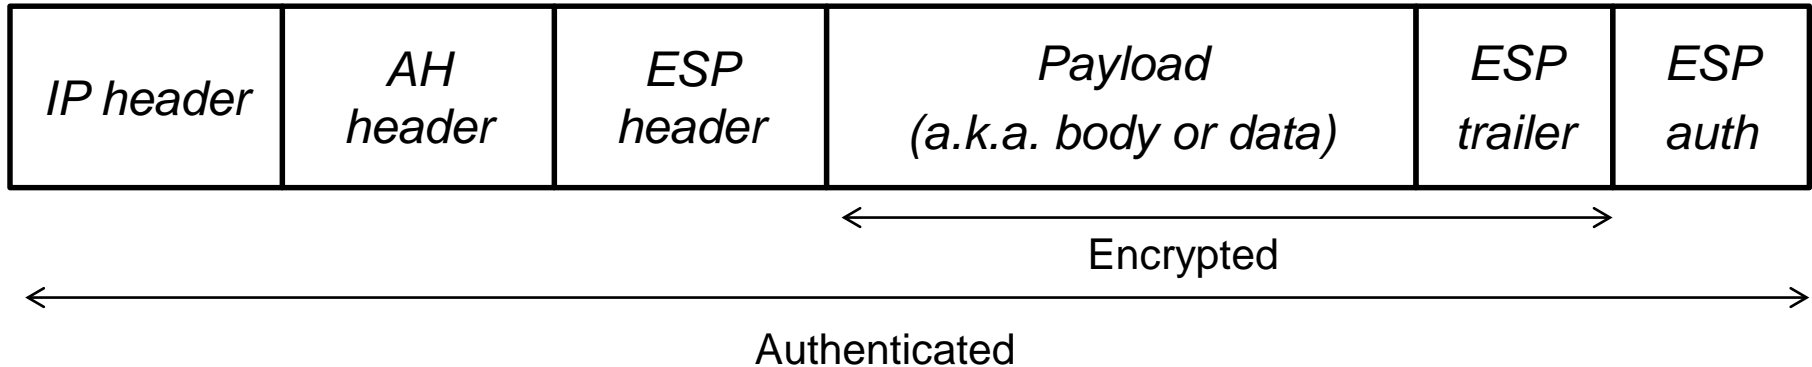 IP header
AH
header
ESP
header
Payload
(a.k.a. body or data)
ESP
trailer
ESP
auth
Encrypted
Authenticated